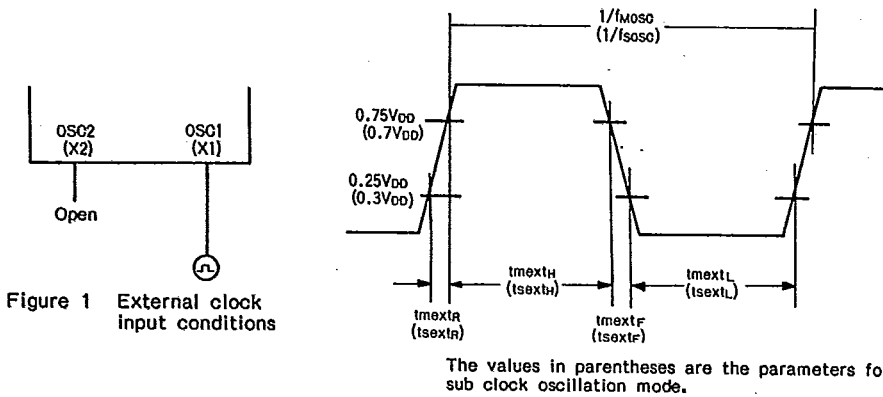 OSC2
(X2)
OSC1
(X1)
Open
Figure 1 External clock
input conditions
1/fMOSC
(1/fSOSC)
0.75VDD
(0.7VDD)
0.25VDD
(0.3VDD)
tmextH
(tsextH)
tmextL
(tsextL)
tmextR
(tsextR)
tmextF
(tsextF)
The values in parentheses are the parameters fo
sub clock oscillation mode.